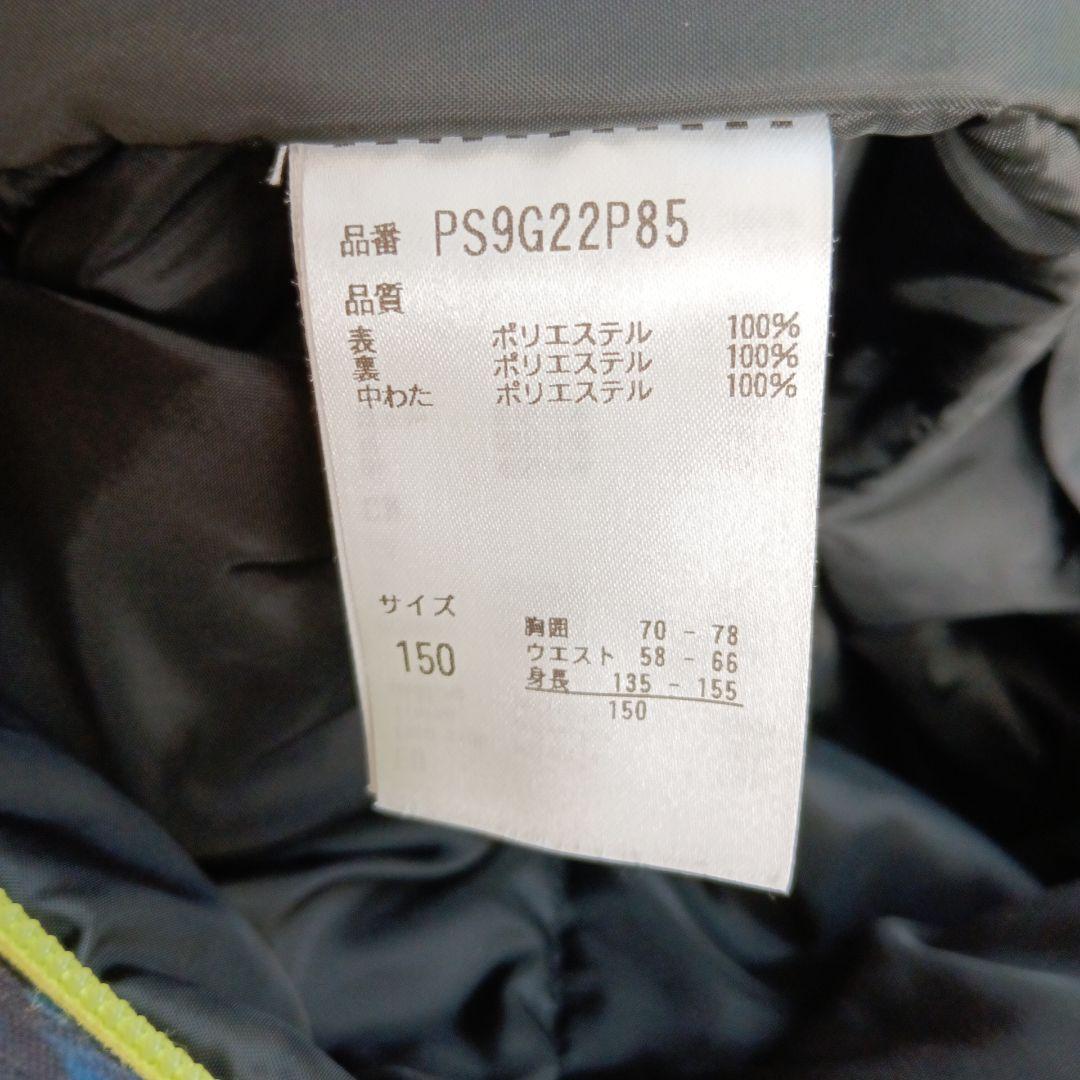 品番 PS9G22P85
品質
表 ポリエステル 100%
裏 ポリエステル 100%
中わた ポリエステル 100%
サイズ
150
胸囲 70 - 78
ウエスト 58 - 66
身長 135 - 155
150